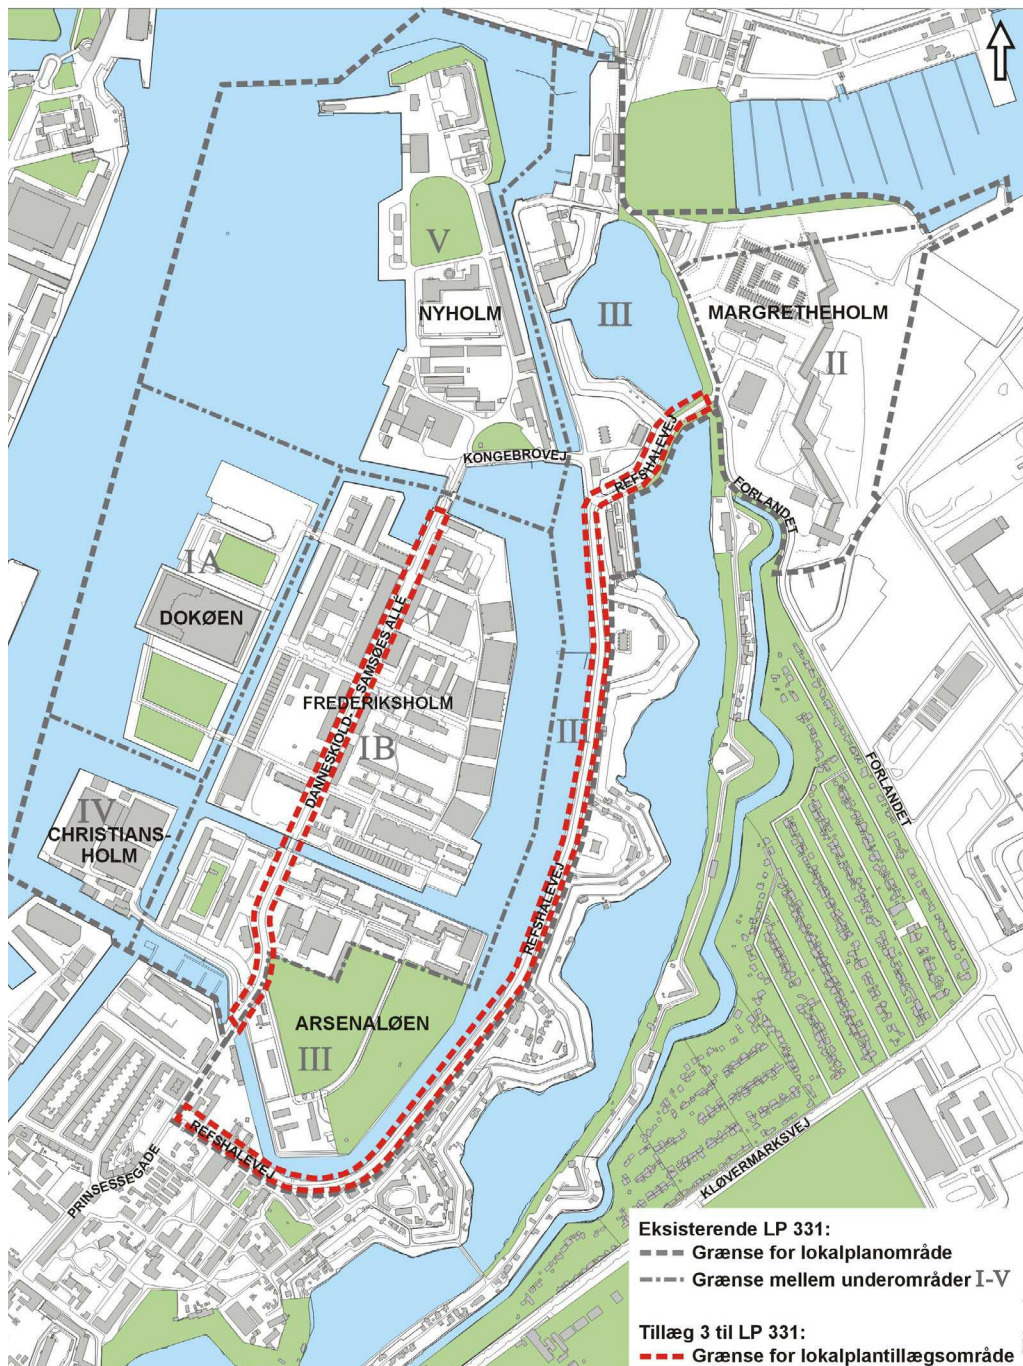 V
NYHOLM
III
MARGRETHEHOLM
II
KONGEBROVEJ
REFSHALEVEJ
FORLANDET
IA
DOKØEN
DANNESKIOLD- SAMSØES ALLÉ
FREDERIKSHOLM
IB
III
IV
CHRISTIANS-
HOLM
FORLANDET
REFSHALEVEJ
ARSENALØEN
III
REFSHALEVEJ
PRINSESSEGADE
KLØVERMARKSVEJ
Eksisterende LP 331:
Grænse for lokalplanområde
Grænse mellem underområder I-V
Tillæg 3 til LP 331:
Grænse for lokalplantillægsområde